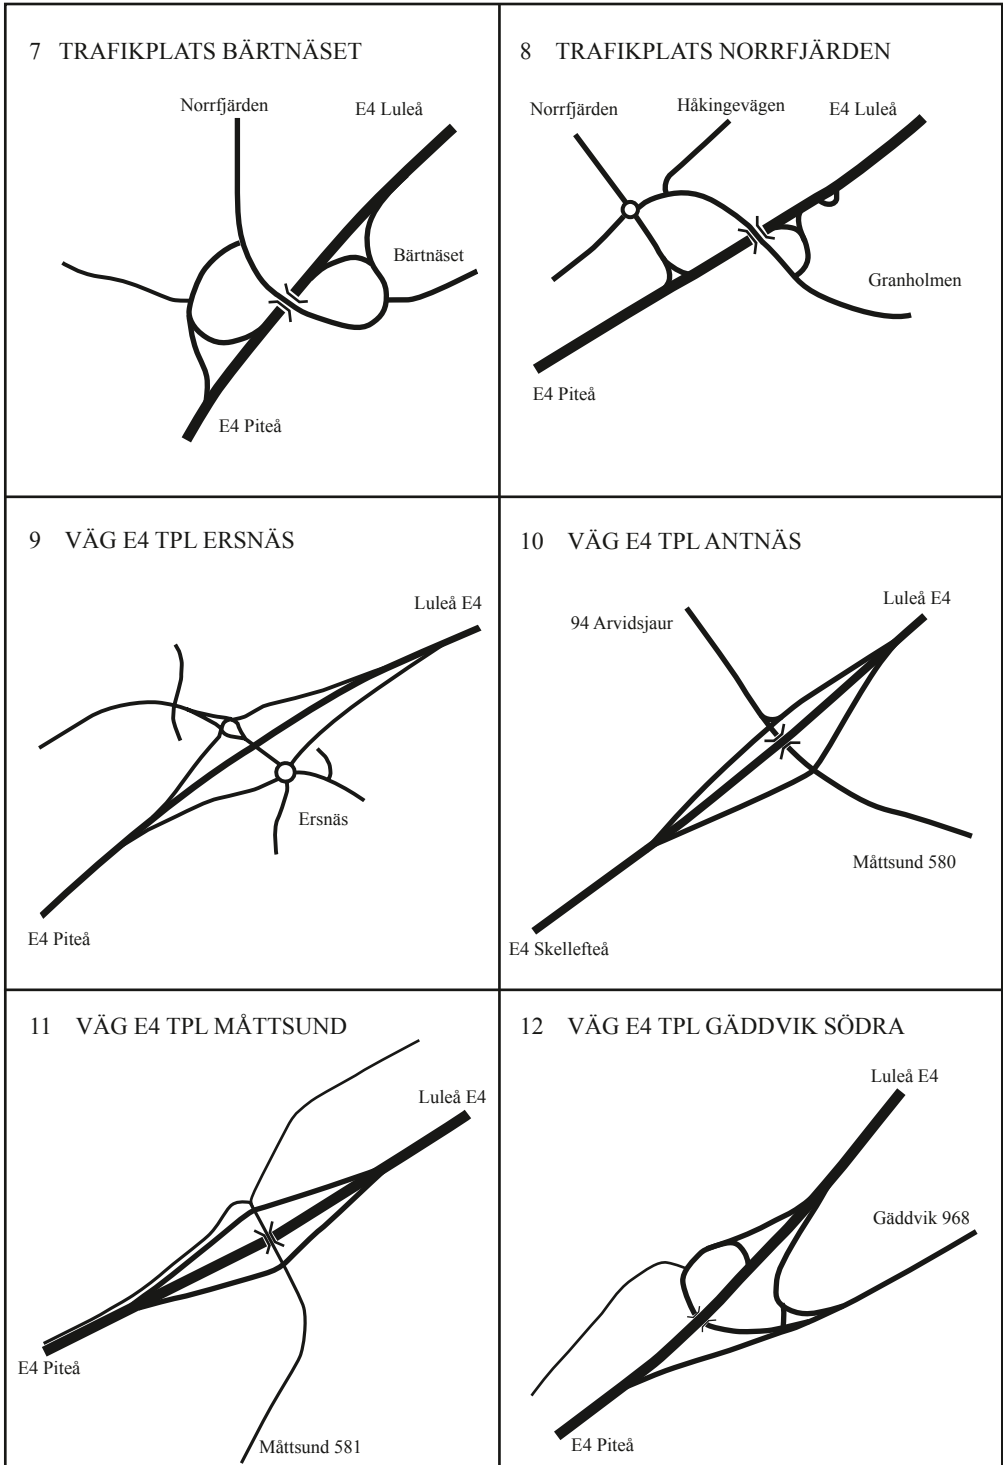 7 TRAFIKPLATS BÄRTNÄSET
Norrfjärden
E4 Luleå
Bärtnäset
E4 Piteå
8 TRAFIKPLATS NORRFJÄRDEN
Norrfjärden
Håkingevägen
E4 Luleå
Granholmen
E4 Piteå
9 VÄG E4 TPL ERSNÄS
Luleå E4
Ersnäs
E4 Piteå
10 VÄG E4 TPL ANTNÄS
Luleå E4
94 Arvidsjaur
Måttsund 580
E4 Skellefteå
11 VÄG E4 TPL MÅTTSUND
Luleå E4
E4 Piteå
Måttsund 581
12 VÄG E4 TPL GÄDDVIK SÖDRA
Luleå E4
Gäddvik 968
E4 Piteå